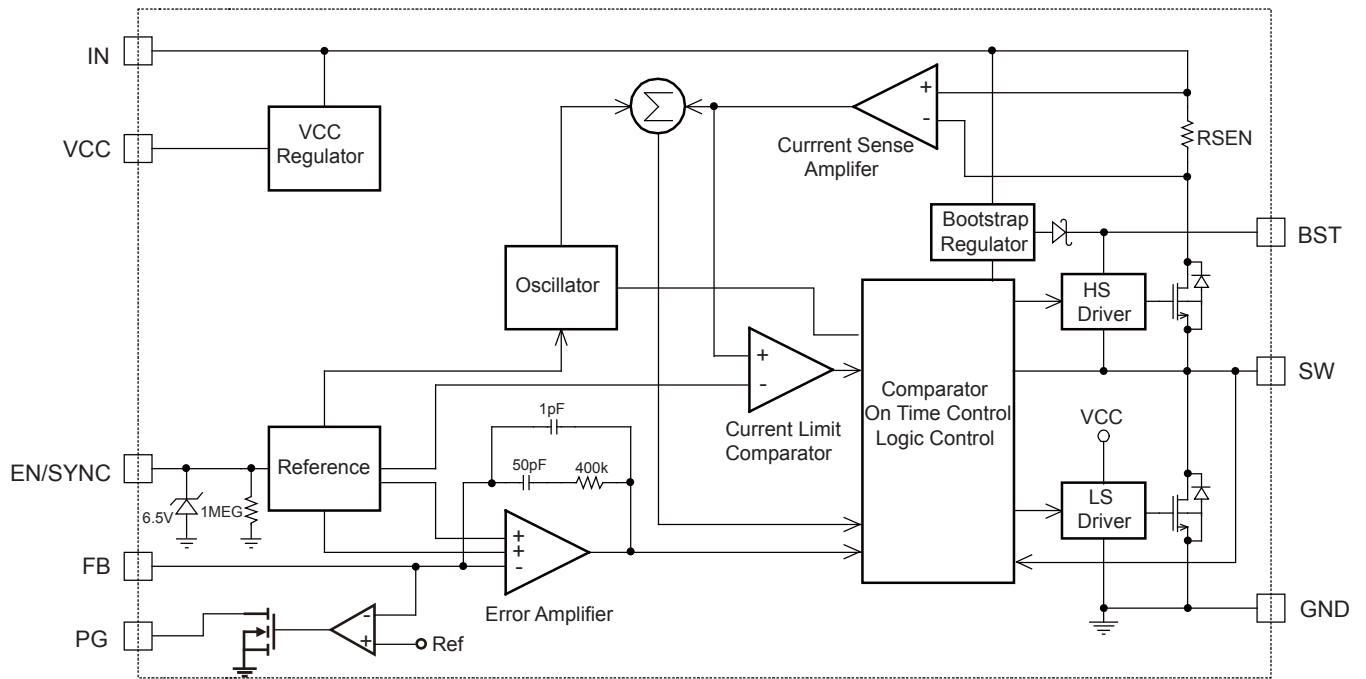 IN
VCC
VCC
Regulator
Σ
+
-
Currrent Sense
Amplifer
RSEN
Bootstrap
Regulator
BST
Oscillator
HS
Driver
+
-
Current Limit
Comparator
Comparator
On Time Control
Logic Control
SW
VCC
EN/SYNC
Reference
1pF
50pF
400k
6.5V
1MEG
LS
Driver
+
+
-
Error Amplifier
FB
PG
-
+
Ref
GND